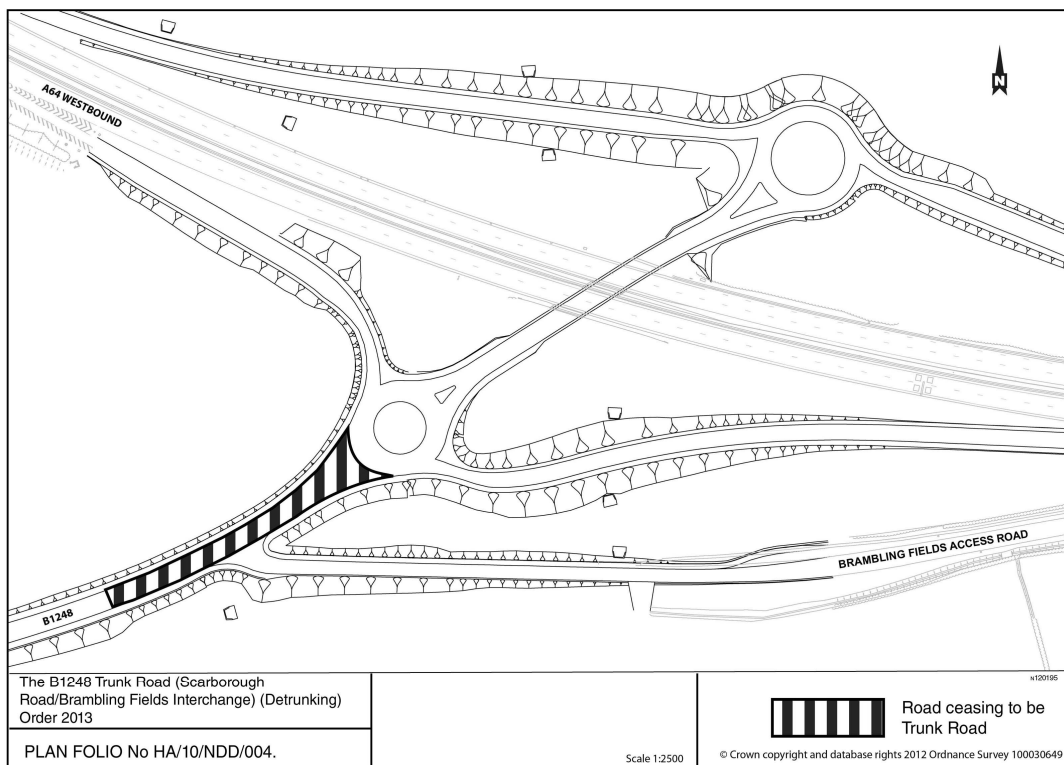 N
A64 WESTBOUND
BRAMBLING FIELDS ACCESS ROAD
B1248
N120195
The B1248 Trunk Road (Scarborough
Road/Brambling Fields Interchange) (Detrunking)
Order 2013
PLAN FOLIO No HA/10/NDD/004.
Scale 1:2500
Road ceasing to be
Trunk Road
© Crown copyright and database rights 2012 Ordnance Survey 100030649